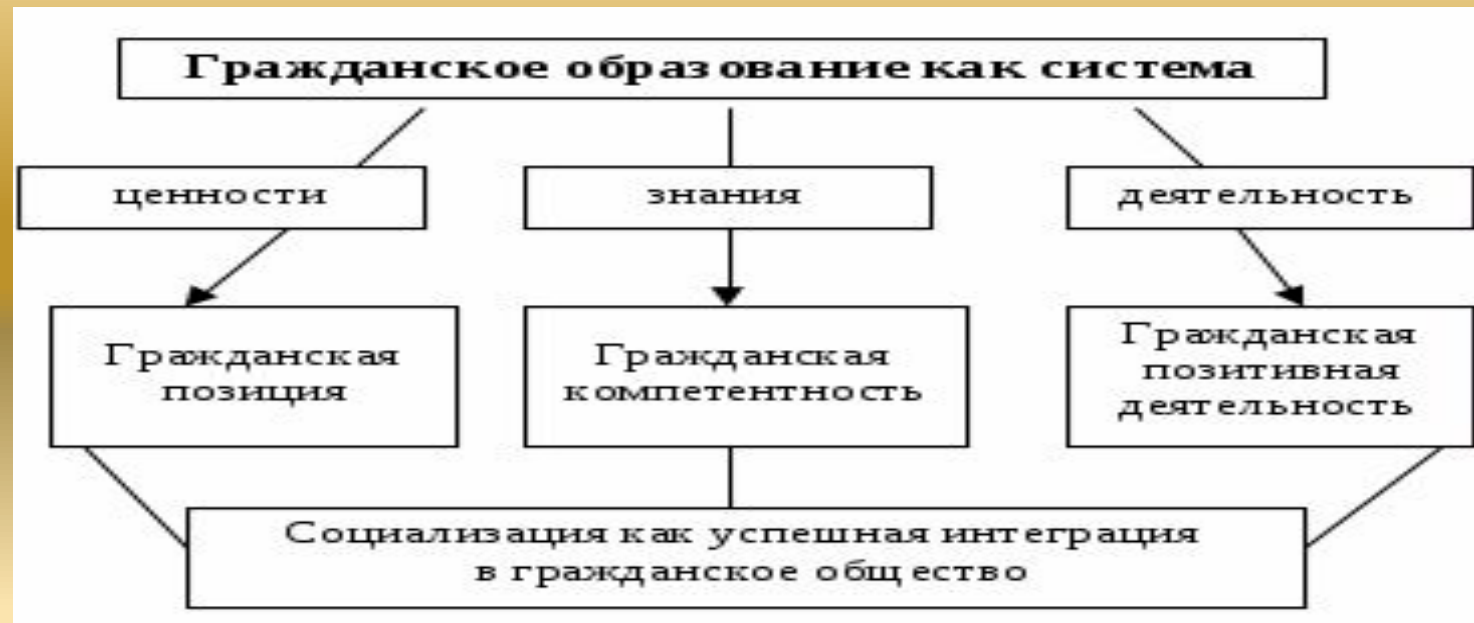 Гражданское образование как система
ценности
знания
деятельность
Гражданская
позиция
Гражданская
компетентность
Гражданская
позитивная
деятельность
Социализация как успешная интеграция
в гражданское общество